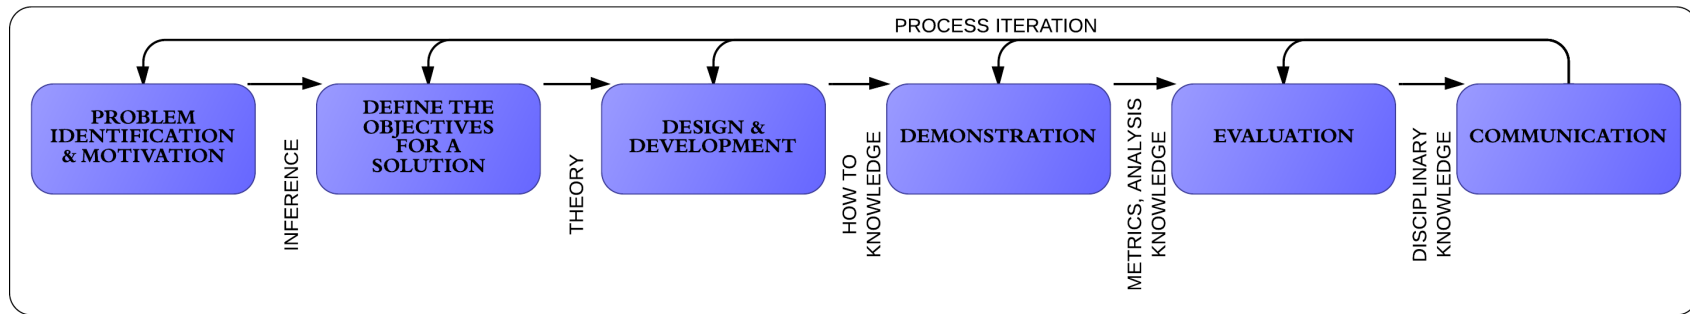 PROCESS ITERATION
PROBLEM
IDENTIFICATION
& MOTIVATION
INFERENCE
DEFINE THE
OBJECTIVES
FOR A
SOLUTION
THEORY
DESIGN &
DEVELOPMENT
HOW TO
KNOWLEDGE
DEMONSTRATION
METRICS, ANALYSIS
KNOWLEDGE
EVALUATION
DISCIPLINARY
KNOWLEDGE
COMMUNICATION